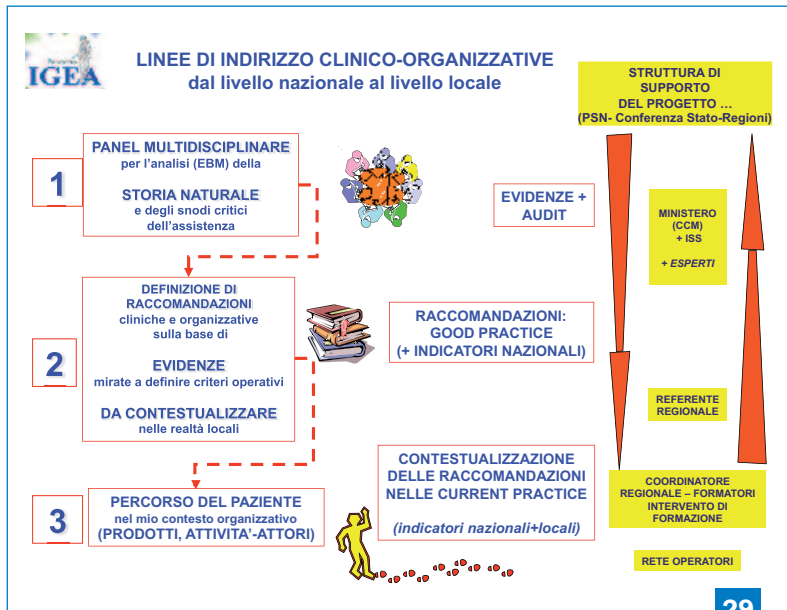 IGEA
LINEE DI INDIRIZZO CLINICO-ORGANIZZATIVE
dal livello nazionale al livello locale
STRUTTURA DI
SUPPORTO
DEL PROGETTO ...
(PSN- Conferenza Stato-Regioni)
1
PANEL MULTIDISCIPLINARE
per l'analisi (EBM) della
STORIA NATURALE
e degli snodi critici
dell'assistenza
EVIDENZE +
AUDIT
MINISTERO
(CCM)
+ ISS
+ ESPERTI
2
DEFINIZIONE DI
RACCOMANDAZIONI
cliniche e organizzative
sulla base di
EVIDENZE
mirate a definire criteri operativi
DA CONTESTUALIZZARE
nelle realtà locali
RACCOMANDAZIONI:
GOOD PRACTICE
(+ INDICATORI NAZIONALI)
REFERENTE
REGIONALE
3
PERCORSO DEL PAZIENTE
nel mio contesto organizzativo
(PRODOTTI, ATTIVITA'-ATTORI)
CONTESTUALIZZAZIONE
DELLE RACCOMANDAZIONI
NELLE CURRENT PRACTICE
(indicatori nazionali+locali)
COORDINATORE
REGIONALE – FORMATORI
INTERVENTO DI
FORMAZIONE
RETE OPERATORI
29